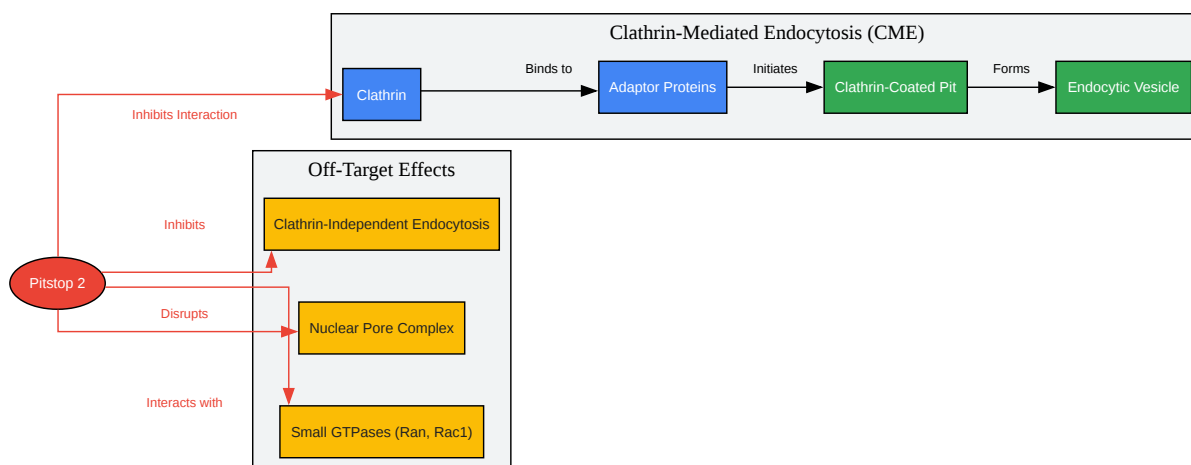 Clathrin-Mediated Endocytosis (CME)
Clathrin
Binds to
Adaptor Proteins
Initiates
Clathrin-Coated Pit
Forms
Endocytic Vesicle
Inhibits Interaction
Off-Target Effects
Inhibits
Clathrin-Independent Endocytosis
Pitstop 2
Disrupts
Nuclear Pore Complex
Interacts with
Small GTPases (Ran, Rac1)